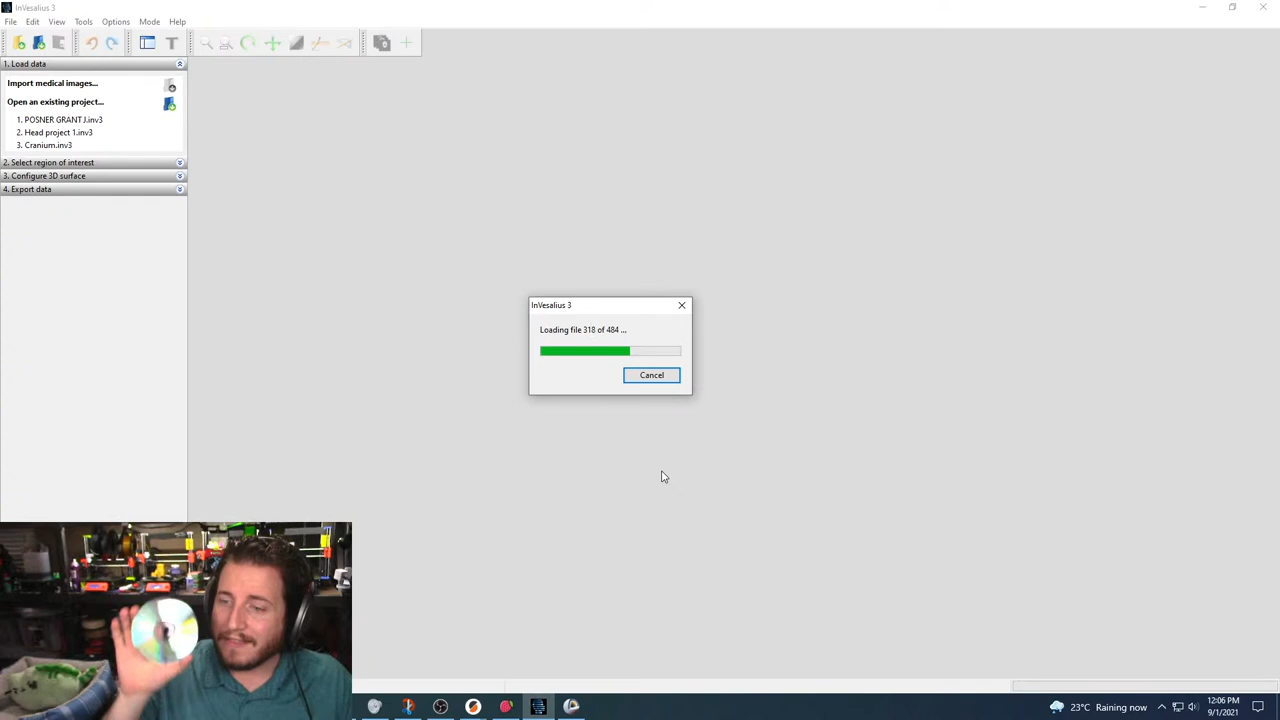 InVesalius 3
File Edit View Tools Options Mode Help
1. Load data
Import medical images...
Open an existing project...
1. POSNER GRANT J.inv3
2. Head project 1.inv3
3. Cranium.inv3
2. Select region of interest
3. Configure 3D surface
4. Export data
InVesalius 3
Loading file 318 of 484 ...
Cancel
23°C Raining now
12:06 PM
9/1/2021